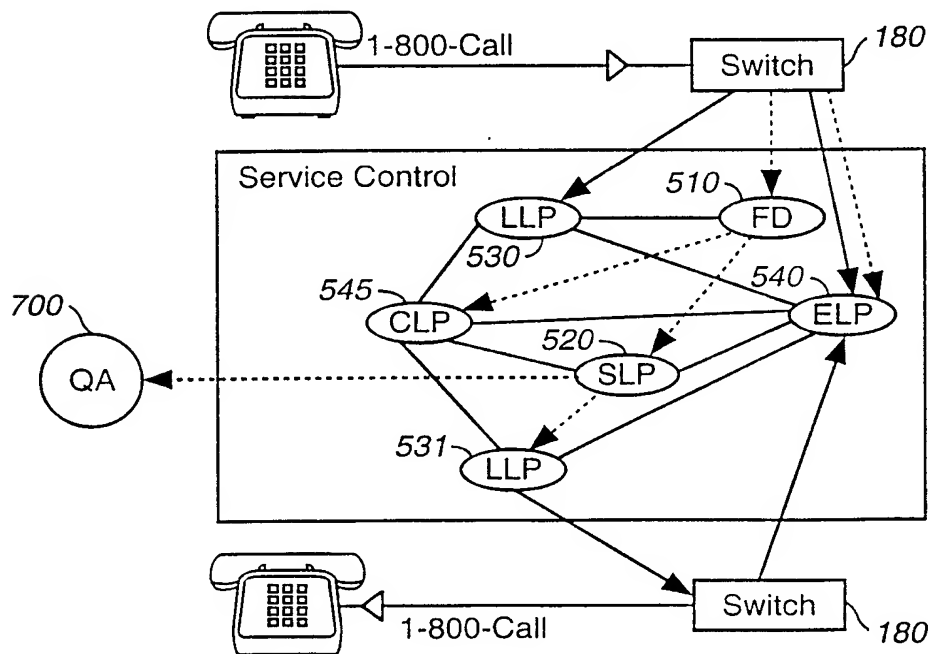 1-800-Call
Switch
180
Service Control
510
LLP
FD
530
545
540
700
CLP
ELP
520
QA
SLP
531
LLP
Switch
1-800-Call
180